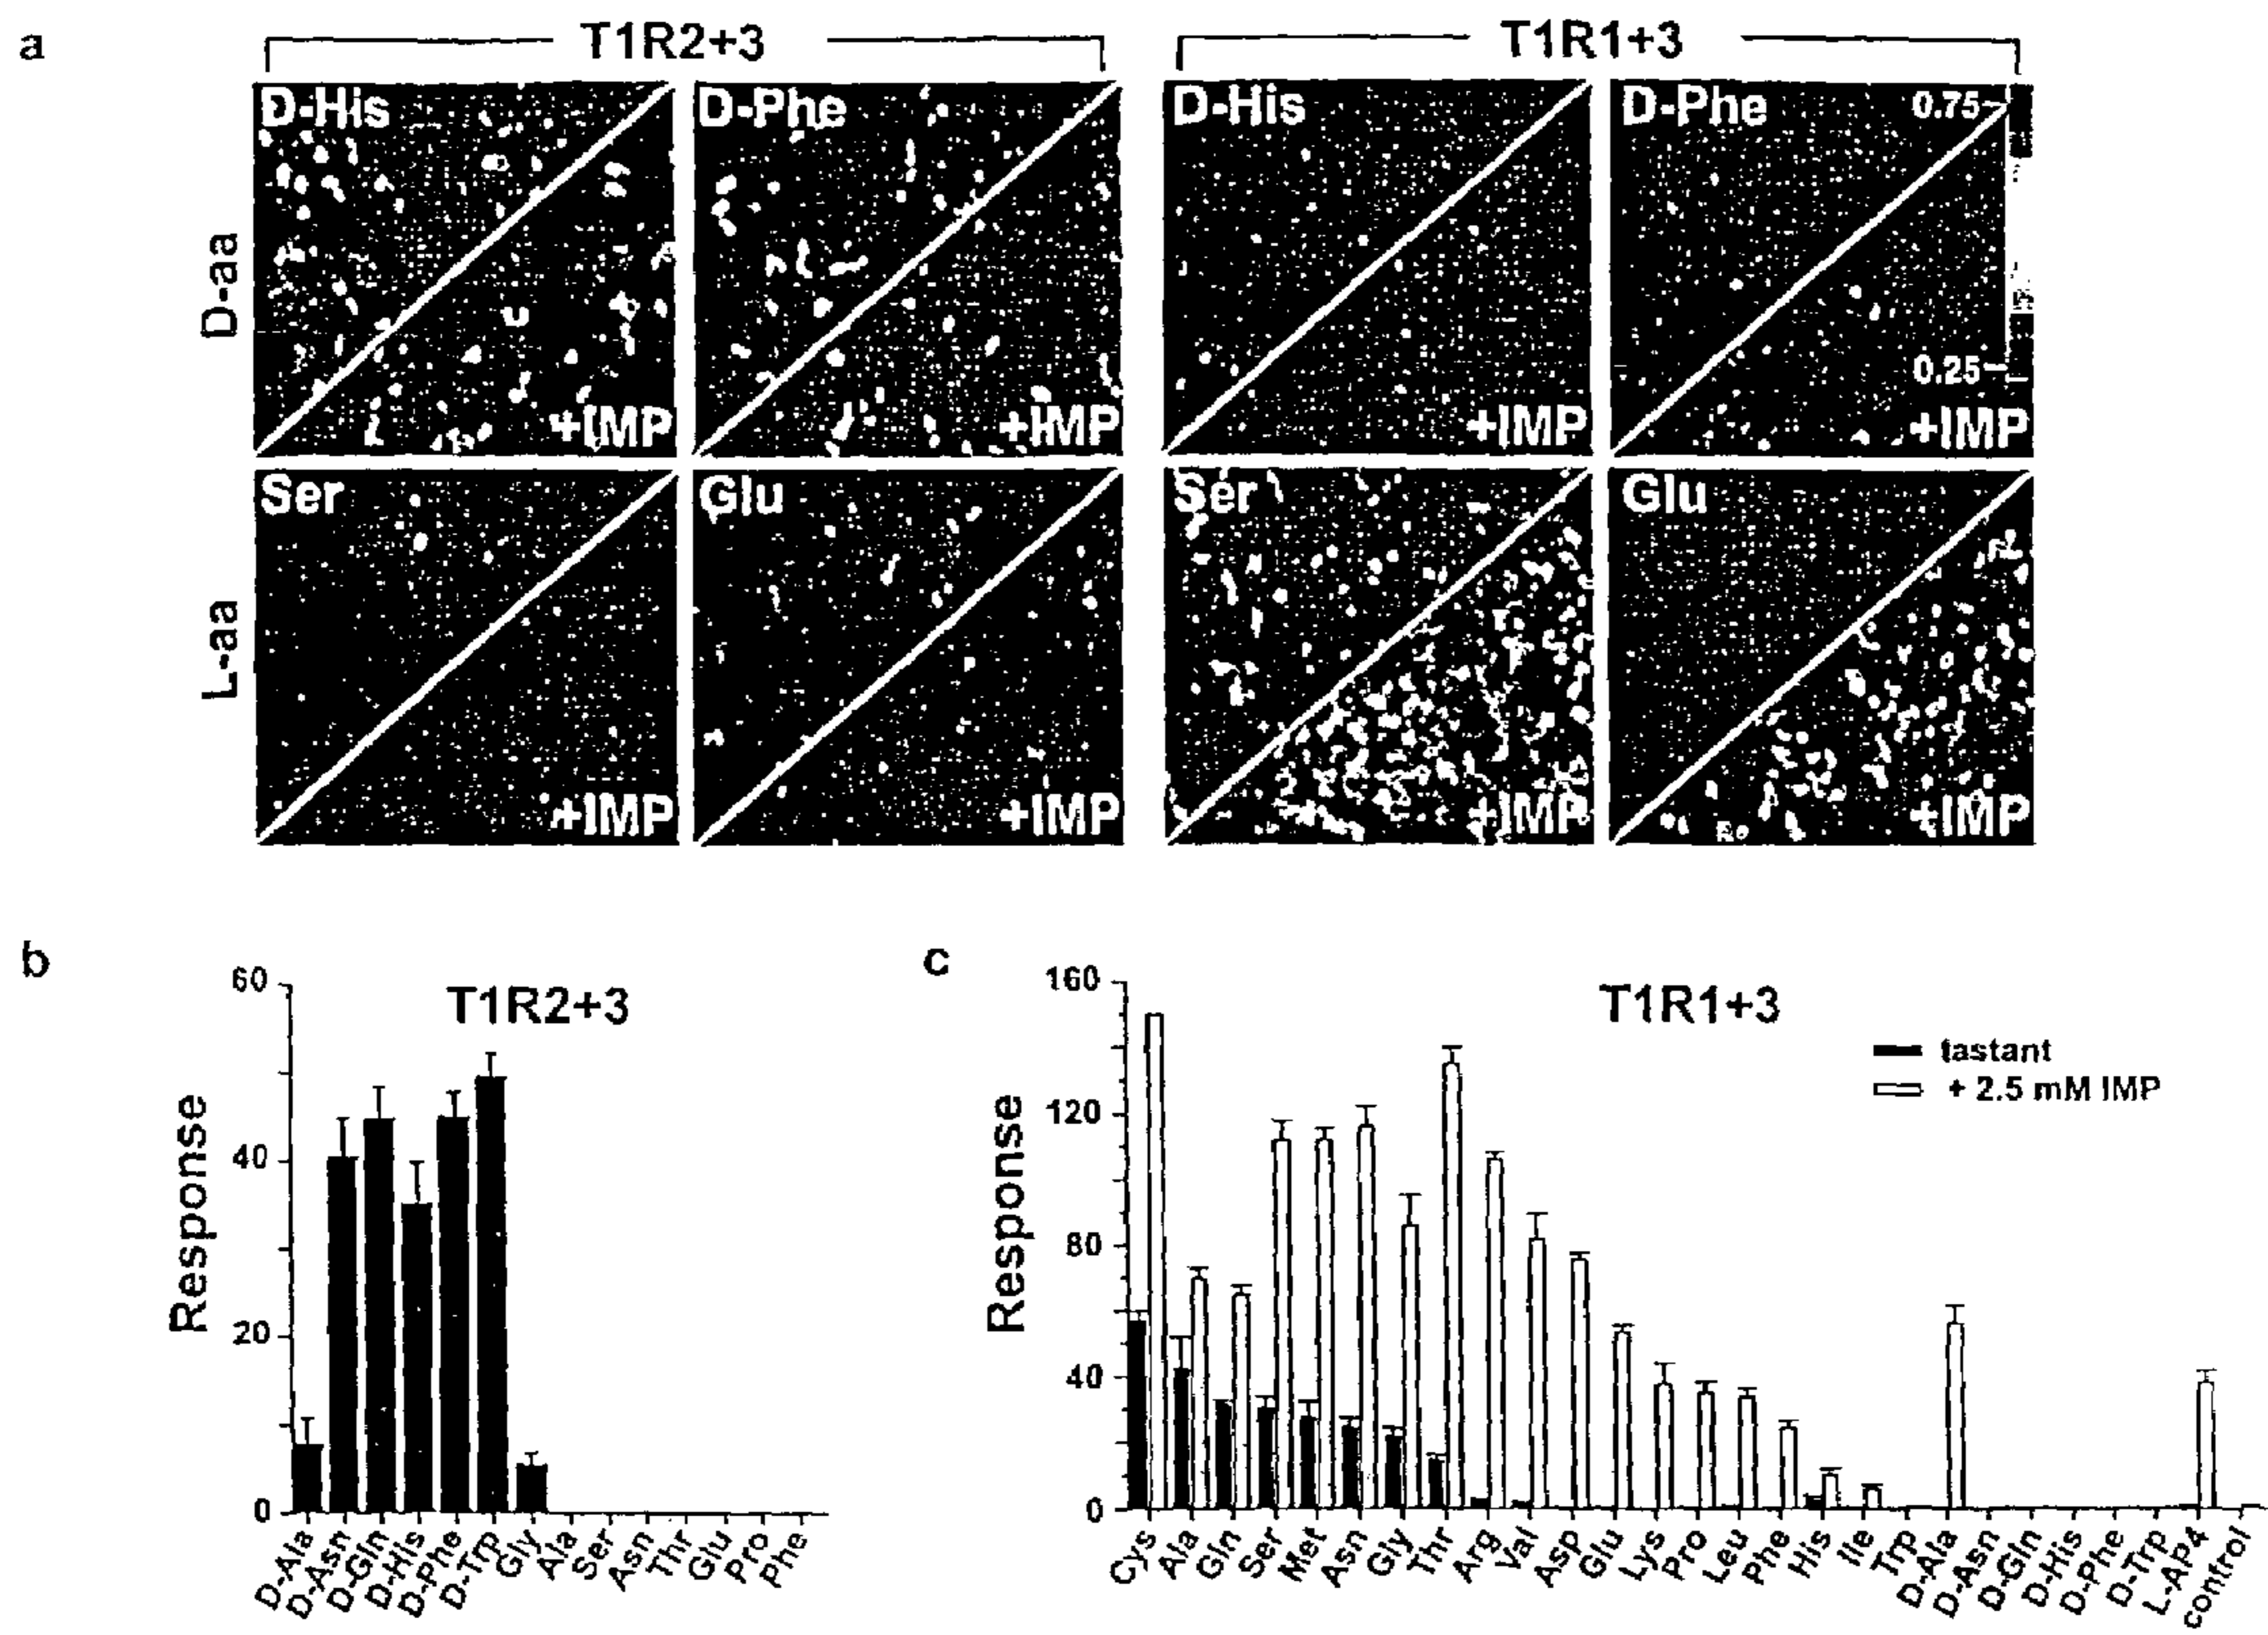 a
T1R2+3
T1R1+3
D-aa
D-His
+IMP
D-Phe
+IMP
D-His
+IMP
D-Phe
0.75
0.25
+IMP
L-aa
Ser
+IMP
Glu
+IMP
Ser
+IMP
Glu
+IMP
b
T1R2+3
Response
60
40
20
0
D-Ala
D-Asn
D-Gln
D-His
D-Phe
D-Trp
Gly
Ala
Ser
Asn
Thr
Glu
Pro
Phe
c
T1R1+3
tastant
+ 2.5 mM IMP
Response
160
120
80
40
0
Cys
Ala
Gln
Ser
Met
Asn
Gly
Thr
Arg
Val
Asp
Glu
Lys
Pro
Leu
Phe
His
Ile
Trp
D-Ala
D-Asn
D-Gln
D-His
D-Phe
D-Trp
L-AP4
control